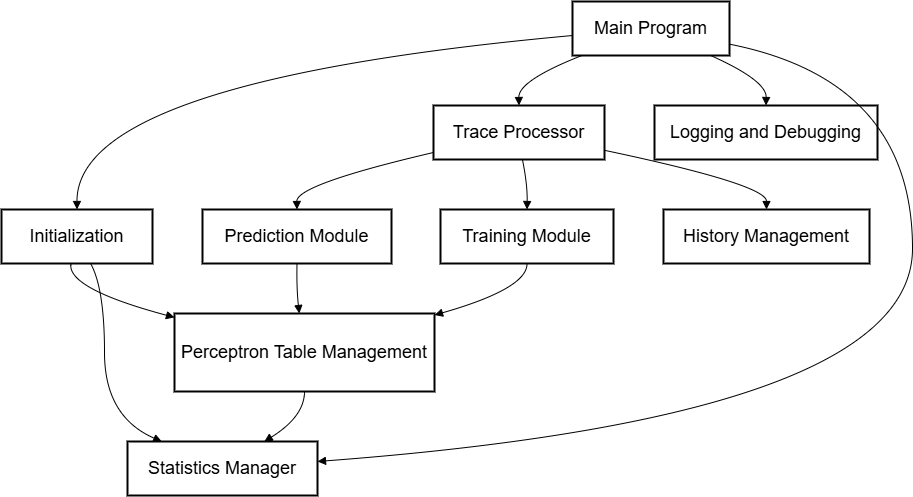 Main Program
Trace Processor
Logging and Debugging
Initialization
Prediction Module
Training Module
History Management
Perceptron Table Management
Statistics Manager